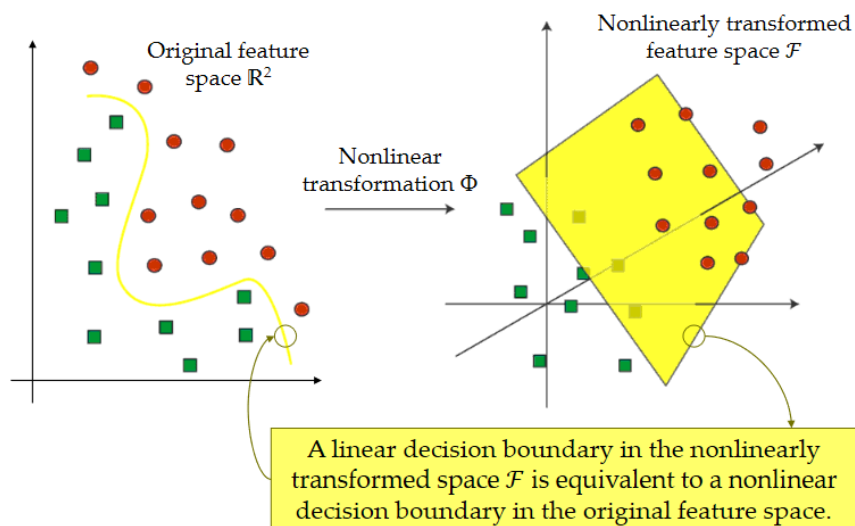 Original feature
space ℝ²
Nonlinear
transformation Φ
Nonlinearly transformed
feature space ℱ
A linear decision boundary in the nonlinearly
transformed space ℱ is equivalent to a nonlinear
decision boundary in the original feature space.